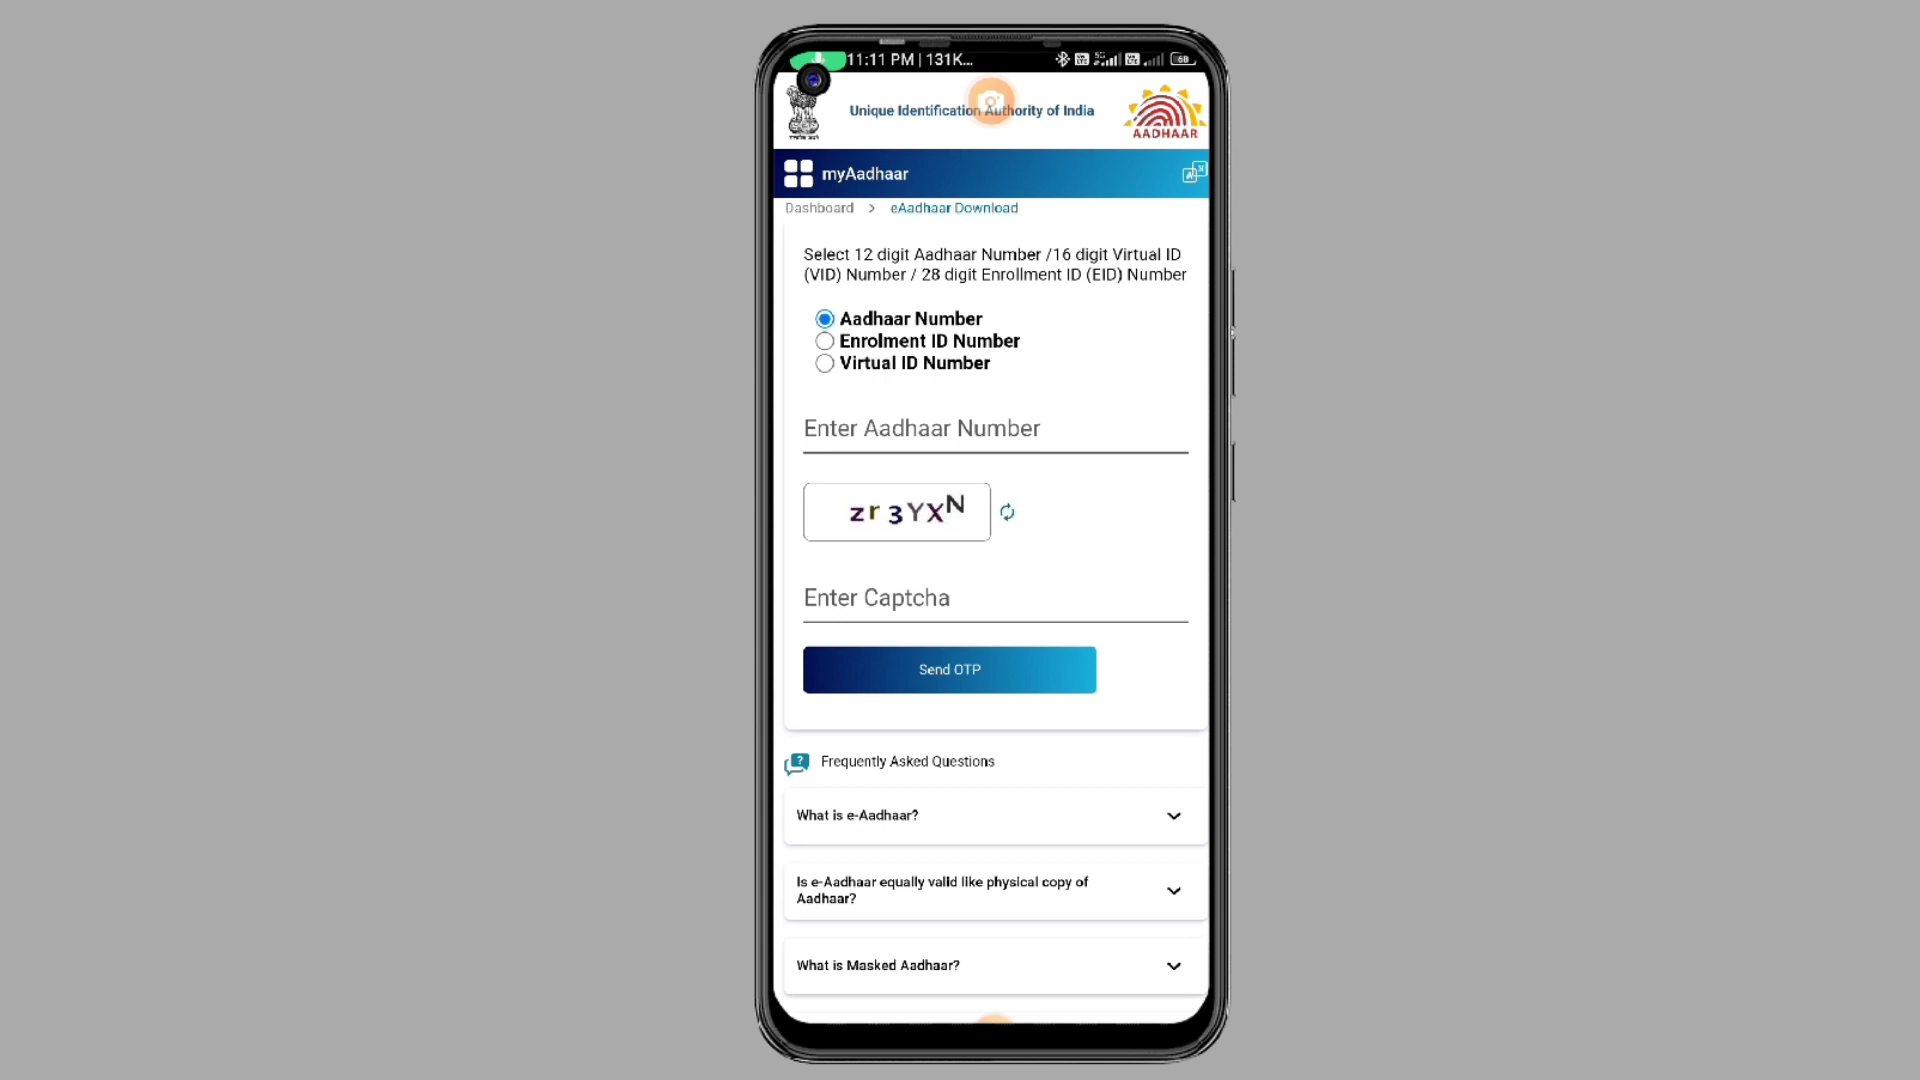 11:11 PM | 131K...
68
Unique Identification Authority of India
AADHAAR
myAadhaar
Dashboard > eAadhaar Download
Select 12 digit Aadhaar Number /16 digit Virtual ID
(VID) Number / 28 digit Enrollment ID (EID) Number
Aadhaar Number
Enrolment ID Number
Virtual ID Number
Enter Aadhaar Number
zr3YXN
Enter Captcha
Send OTP
Frequently Asked Questions
What is e-Aadhaar?
Is e-Aadhaar equally valid like physical copy of
Aadhaar?
What is Masked Aadhaar?